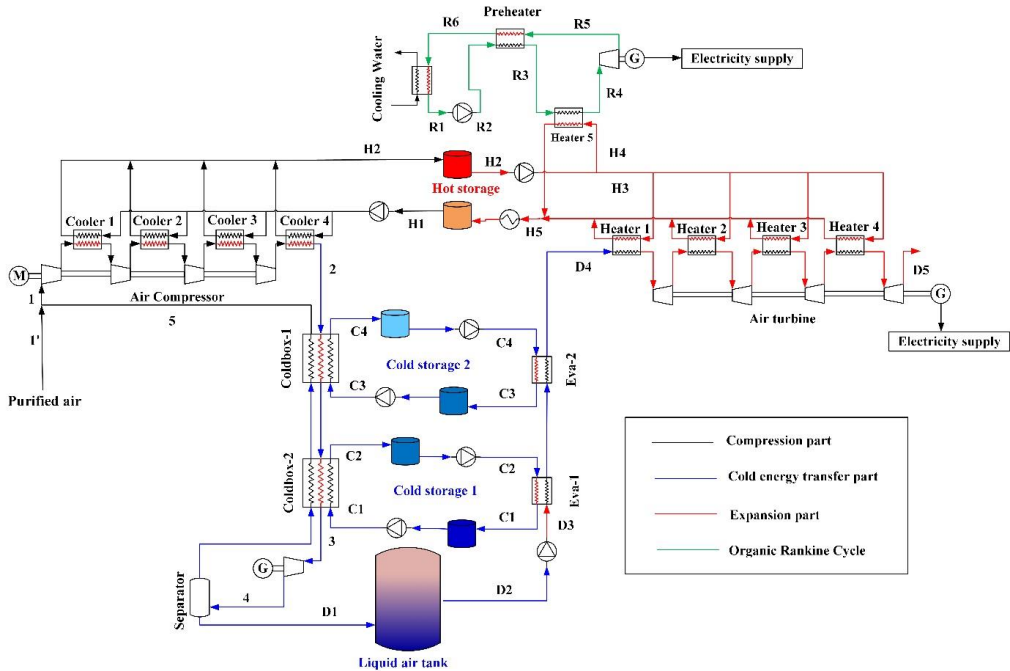 Preheater
R6
R5
G
Electricity supply
Cooling Water
R3
R4
R1
R2
Heater 5
H2
H4
H2
H3
Hot storage
Cooler 1
Cooler 2
Cooler 3
Cooler 4
H1
H5
Heater 1
Heater 2
Heater 3
Heater 4
M
2
D4
D5
1
Air Compressor
5
G
Air turbine
1'
C4
C4
Electricity supply
Coldbox-1
Cold storage 2
Eva-2
C3
C3
Purified air
Compression part
C2
C2
Coldbox-2
Cold storage 1
Eva-1
Cold energy transfer part
C1
C1
D3
Expansion part
3
G
Organic Rankine Cycle
4
Separator
D1
D2
Liquid air tank